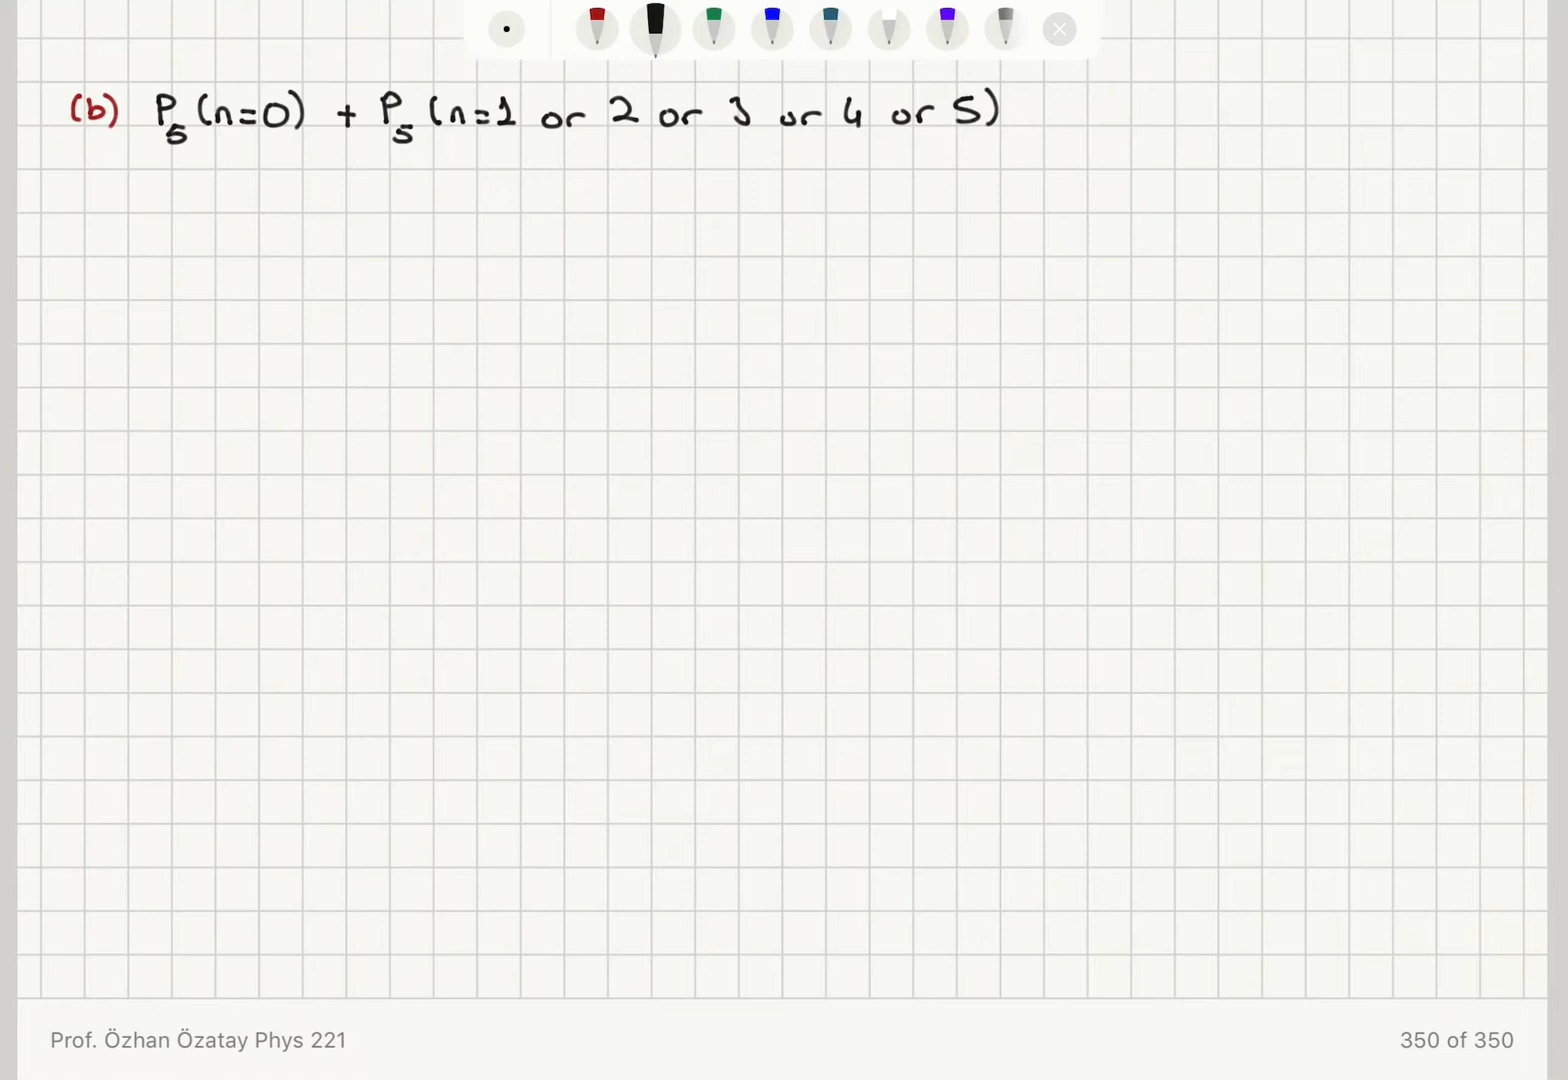 (b) P₅ (n=0) + P₅ (n=1 or 2 or 3 or 4 or 5)
Prof. Özhan Özatay Phys 221
350 of 350